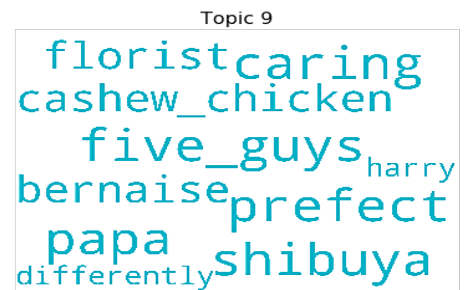 Topic 9
florist caring
cashew_chicken
five_guys
harry
bernaise
prefect
papa
shibuya
differently